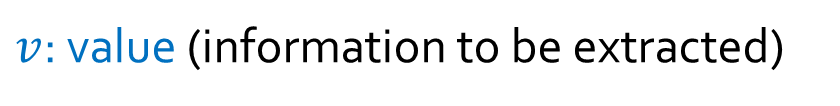 v: value (information to be extracted)